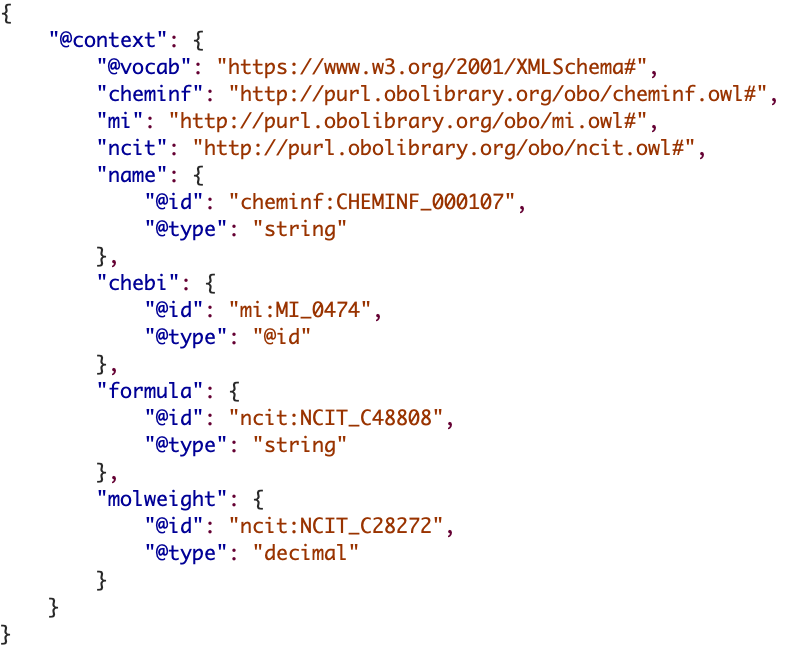 {
    "@context": {
        "@vocab": "https://www.w3.org/2001/XMLSchema#",
        "cheminf": "http://purl.obolibrary.org/obo/cheminf.owl#",
        "mi": "http://purl.obolibrary.org/obo/mi.owl#",
        "ncit": "http://purl.obolibrary.org/obo/ncit.owl#",
        "name": {
            "@id": "cheminf:CHEMINF_000107",
            "@type": "string"
        },
        "chebi": {
            "@id": "mi:MI_0474",
            "@type": "@id"
        },
        "formula": {
            "@id": "ncit:NCIT_C48808",
            "@type": "string"
        },
        "molweight": {
            "@id": "ncit:NCIT_C28272",
            "@type": "decimal"
        }
    }
}